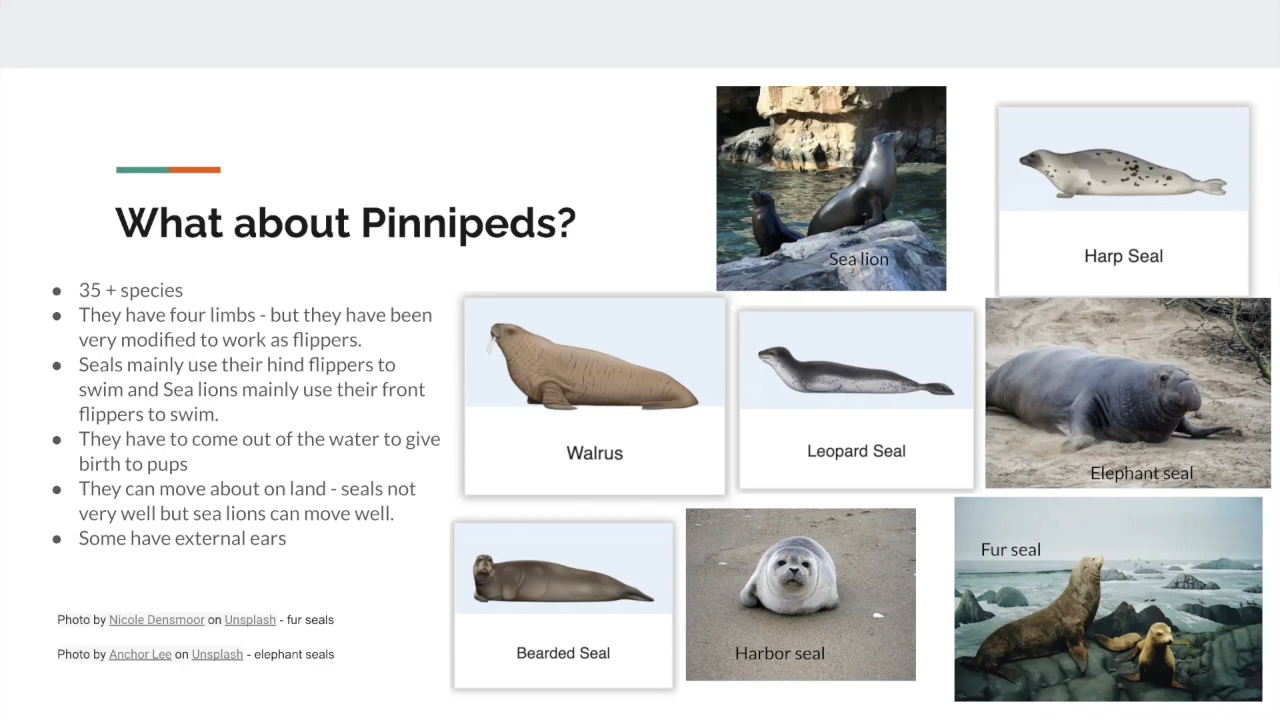 What about Pinnipeds?
● 35 + species
● They have four limbs - but they have been
very modified to work as flippers.
● Seals mainly use their hind flippers to
swim and Sea lions mainly use their front
flippers to swim.
● They have to come out of the water to give
birth to pups
● They can move about on land - seals not
very well but sea lions can move well.
● Some have external ears
Photo by Nicole Densmoor on Unsplash - fur seals
Photo by Anchor Lee on Unsplash - elephant seals
Sea lion
Harp Seal
Walrus
Leopard Seal
Elephant seal
Bearded Seal
Harbor seal
Fur seal